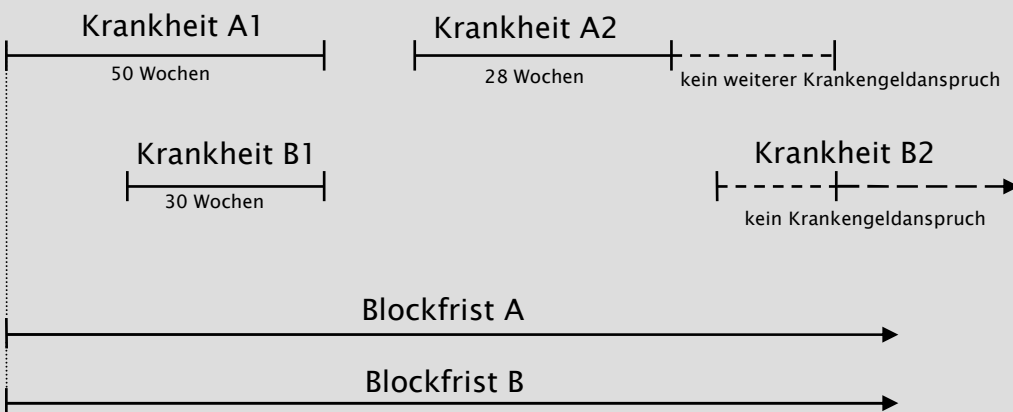 Krankheit A1
Krankheit A2
50 Wochen
28 Wochen
kein weiterer Krankengeldanspruch
Krankheit B1
Krankheit B2
30 Wochen
kein Krankengeldanspruch
Blockfrist A
Blockfrist B